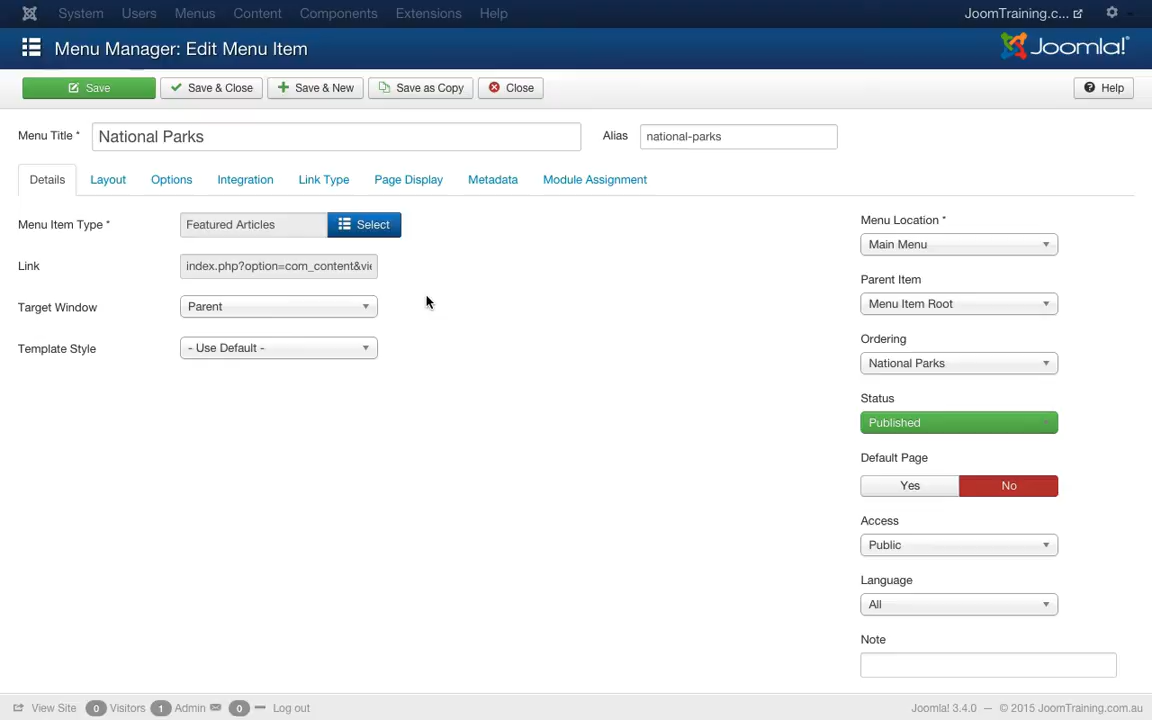 System Users Menus Content Components Extensions Help JoomTraining.c...
Menu Manager: Edit Menu Item Joomla!®
Save Save & Close Save & New Save as Copy Close Help
Menu Title * National Parks Alias national-parks
Details Layout Options Integration Link Type Page Display Metadata Module Assignment
Menu Item Type * Featured Articles Select
Link index.php?option=com_content&vie
Target Window Parent
Template Style - Use Default -
Menu Location *
Main Menu
Parent Item
Menu Item Root
Ordering
National Parks
Status
Published
Default Page
Yes No
Access
Public
Language
All
Note
View Site 0 Visitors 1 Admin 0 Log out Joomla! 3.4.0 — © 2015 JoomTraining.com.au